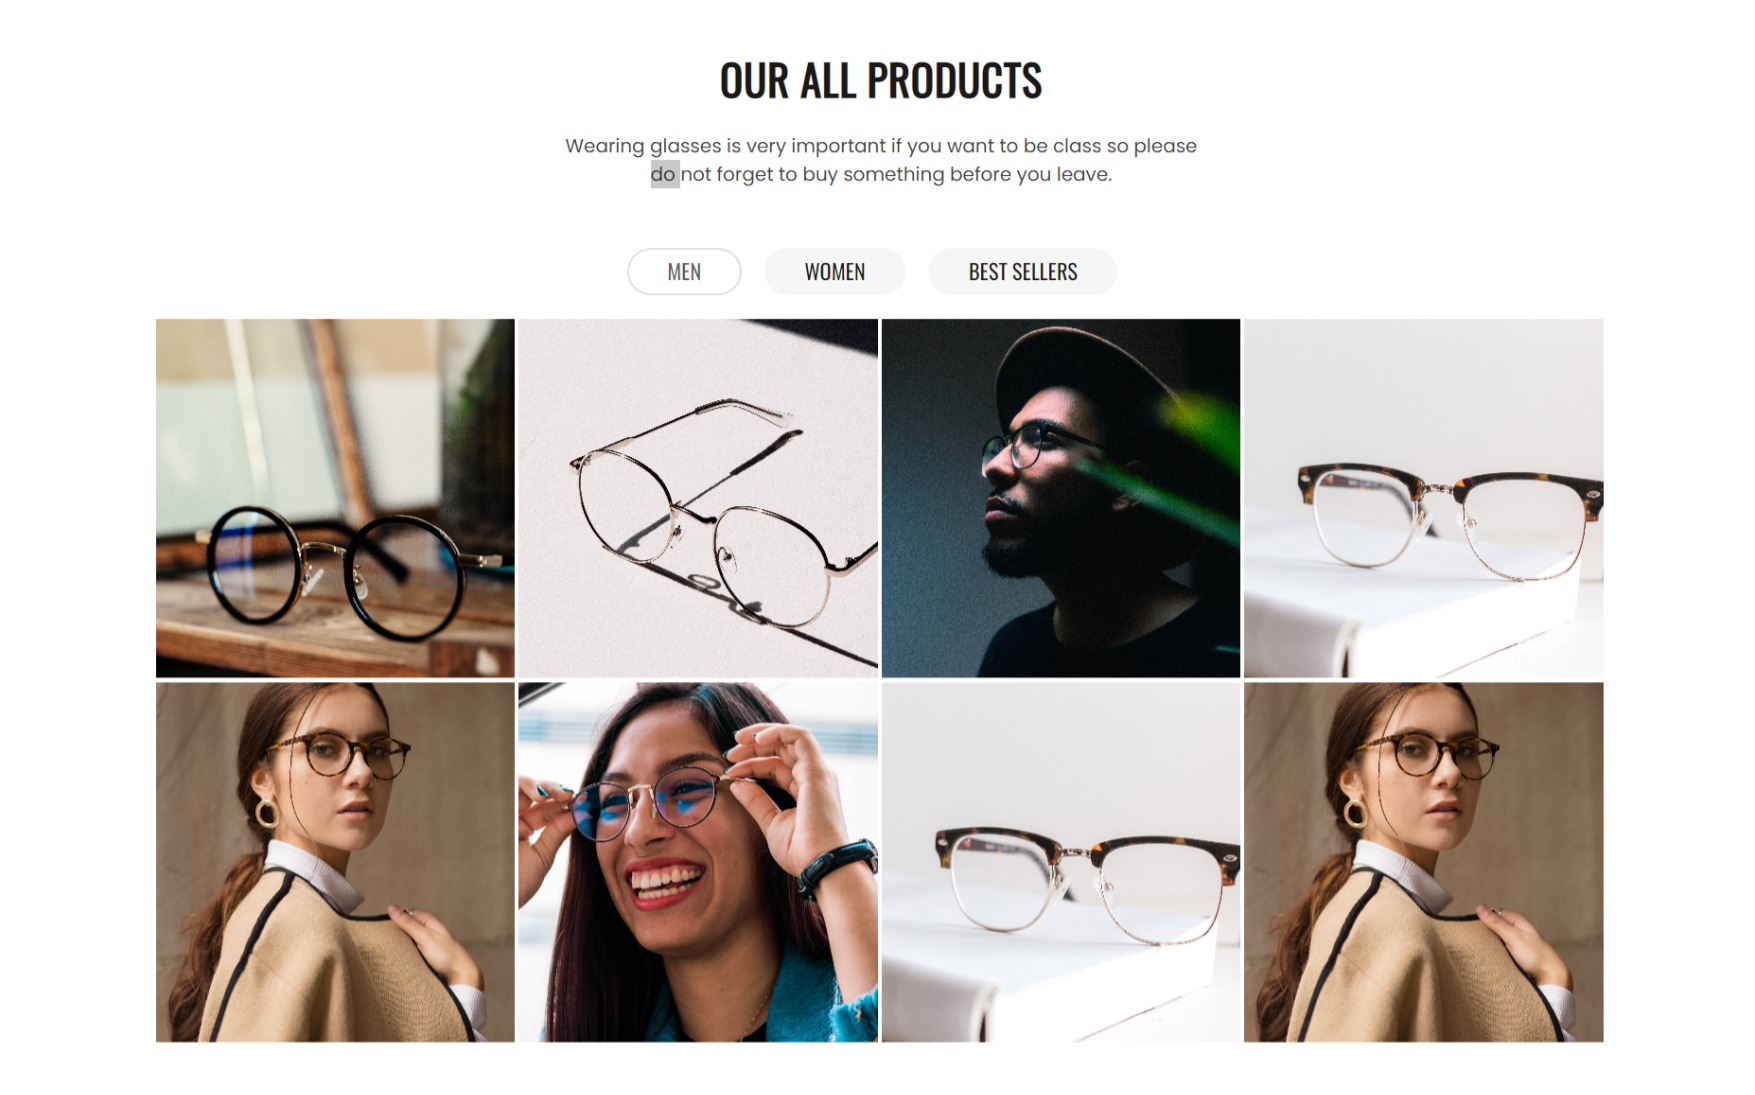 OUR ALL PRODUCTS
Wearing glasses is very important if you want to be class so please
do not forget to buy something before you leave.
MEN
WOMEN
BEST SELLERS